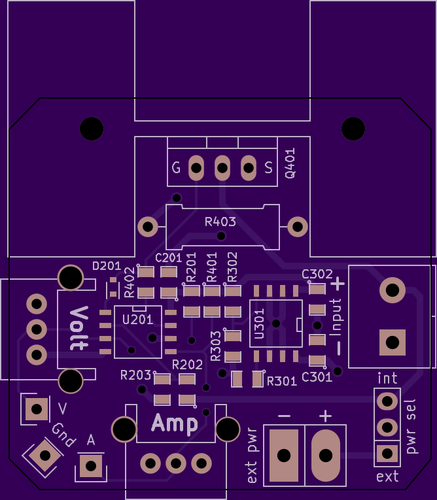 G
S
Q401
R403
D201
R402
C201
R201
R401
R302
C302
+
Input
−
Volt
U201
U301
R303
C301
R203
R202
R301
int
pwr sel
ext
V
Gnd
A
Amp
ext pwr
−
+